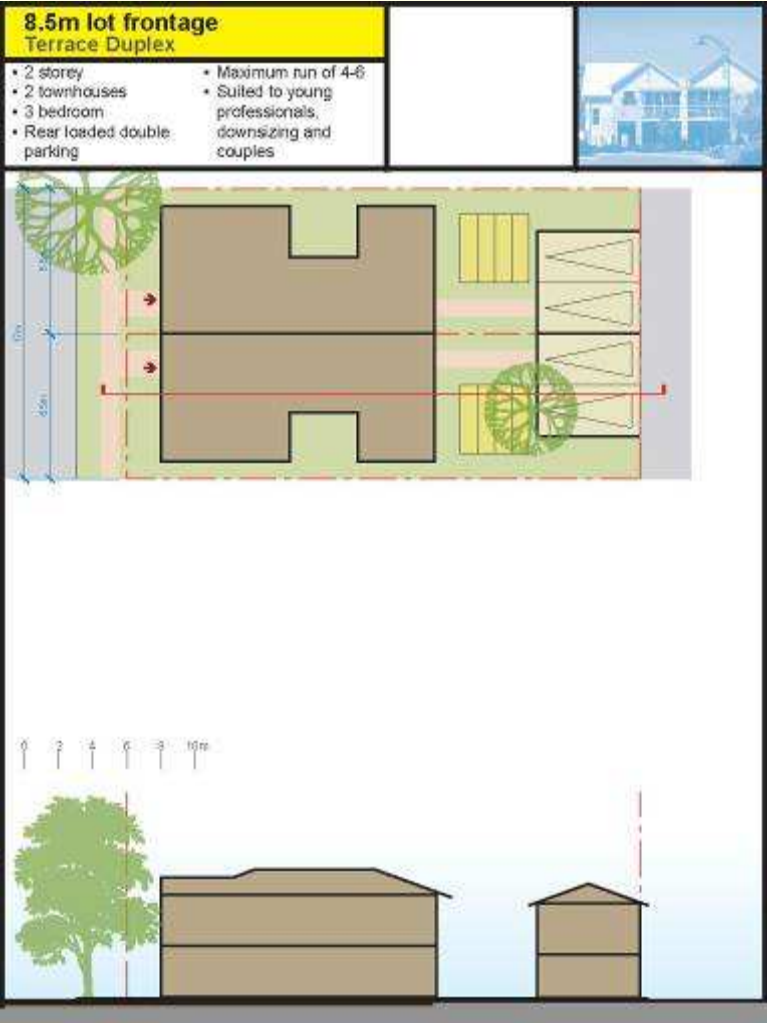 8.5m lot frontage
Terrace Duplex
• 2 storey
• 2 townhouses
• 3 bedroom
• Rear loaded double
parking
• Maximum run of 4-6
• Suited to young
professionals,
downsizing and
couples
0 2 4 6 8 10m